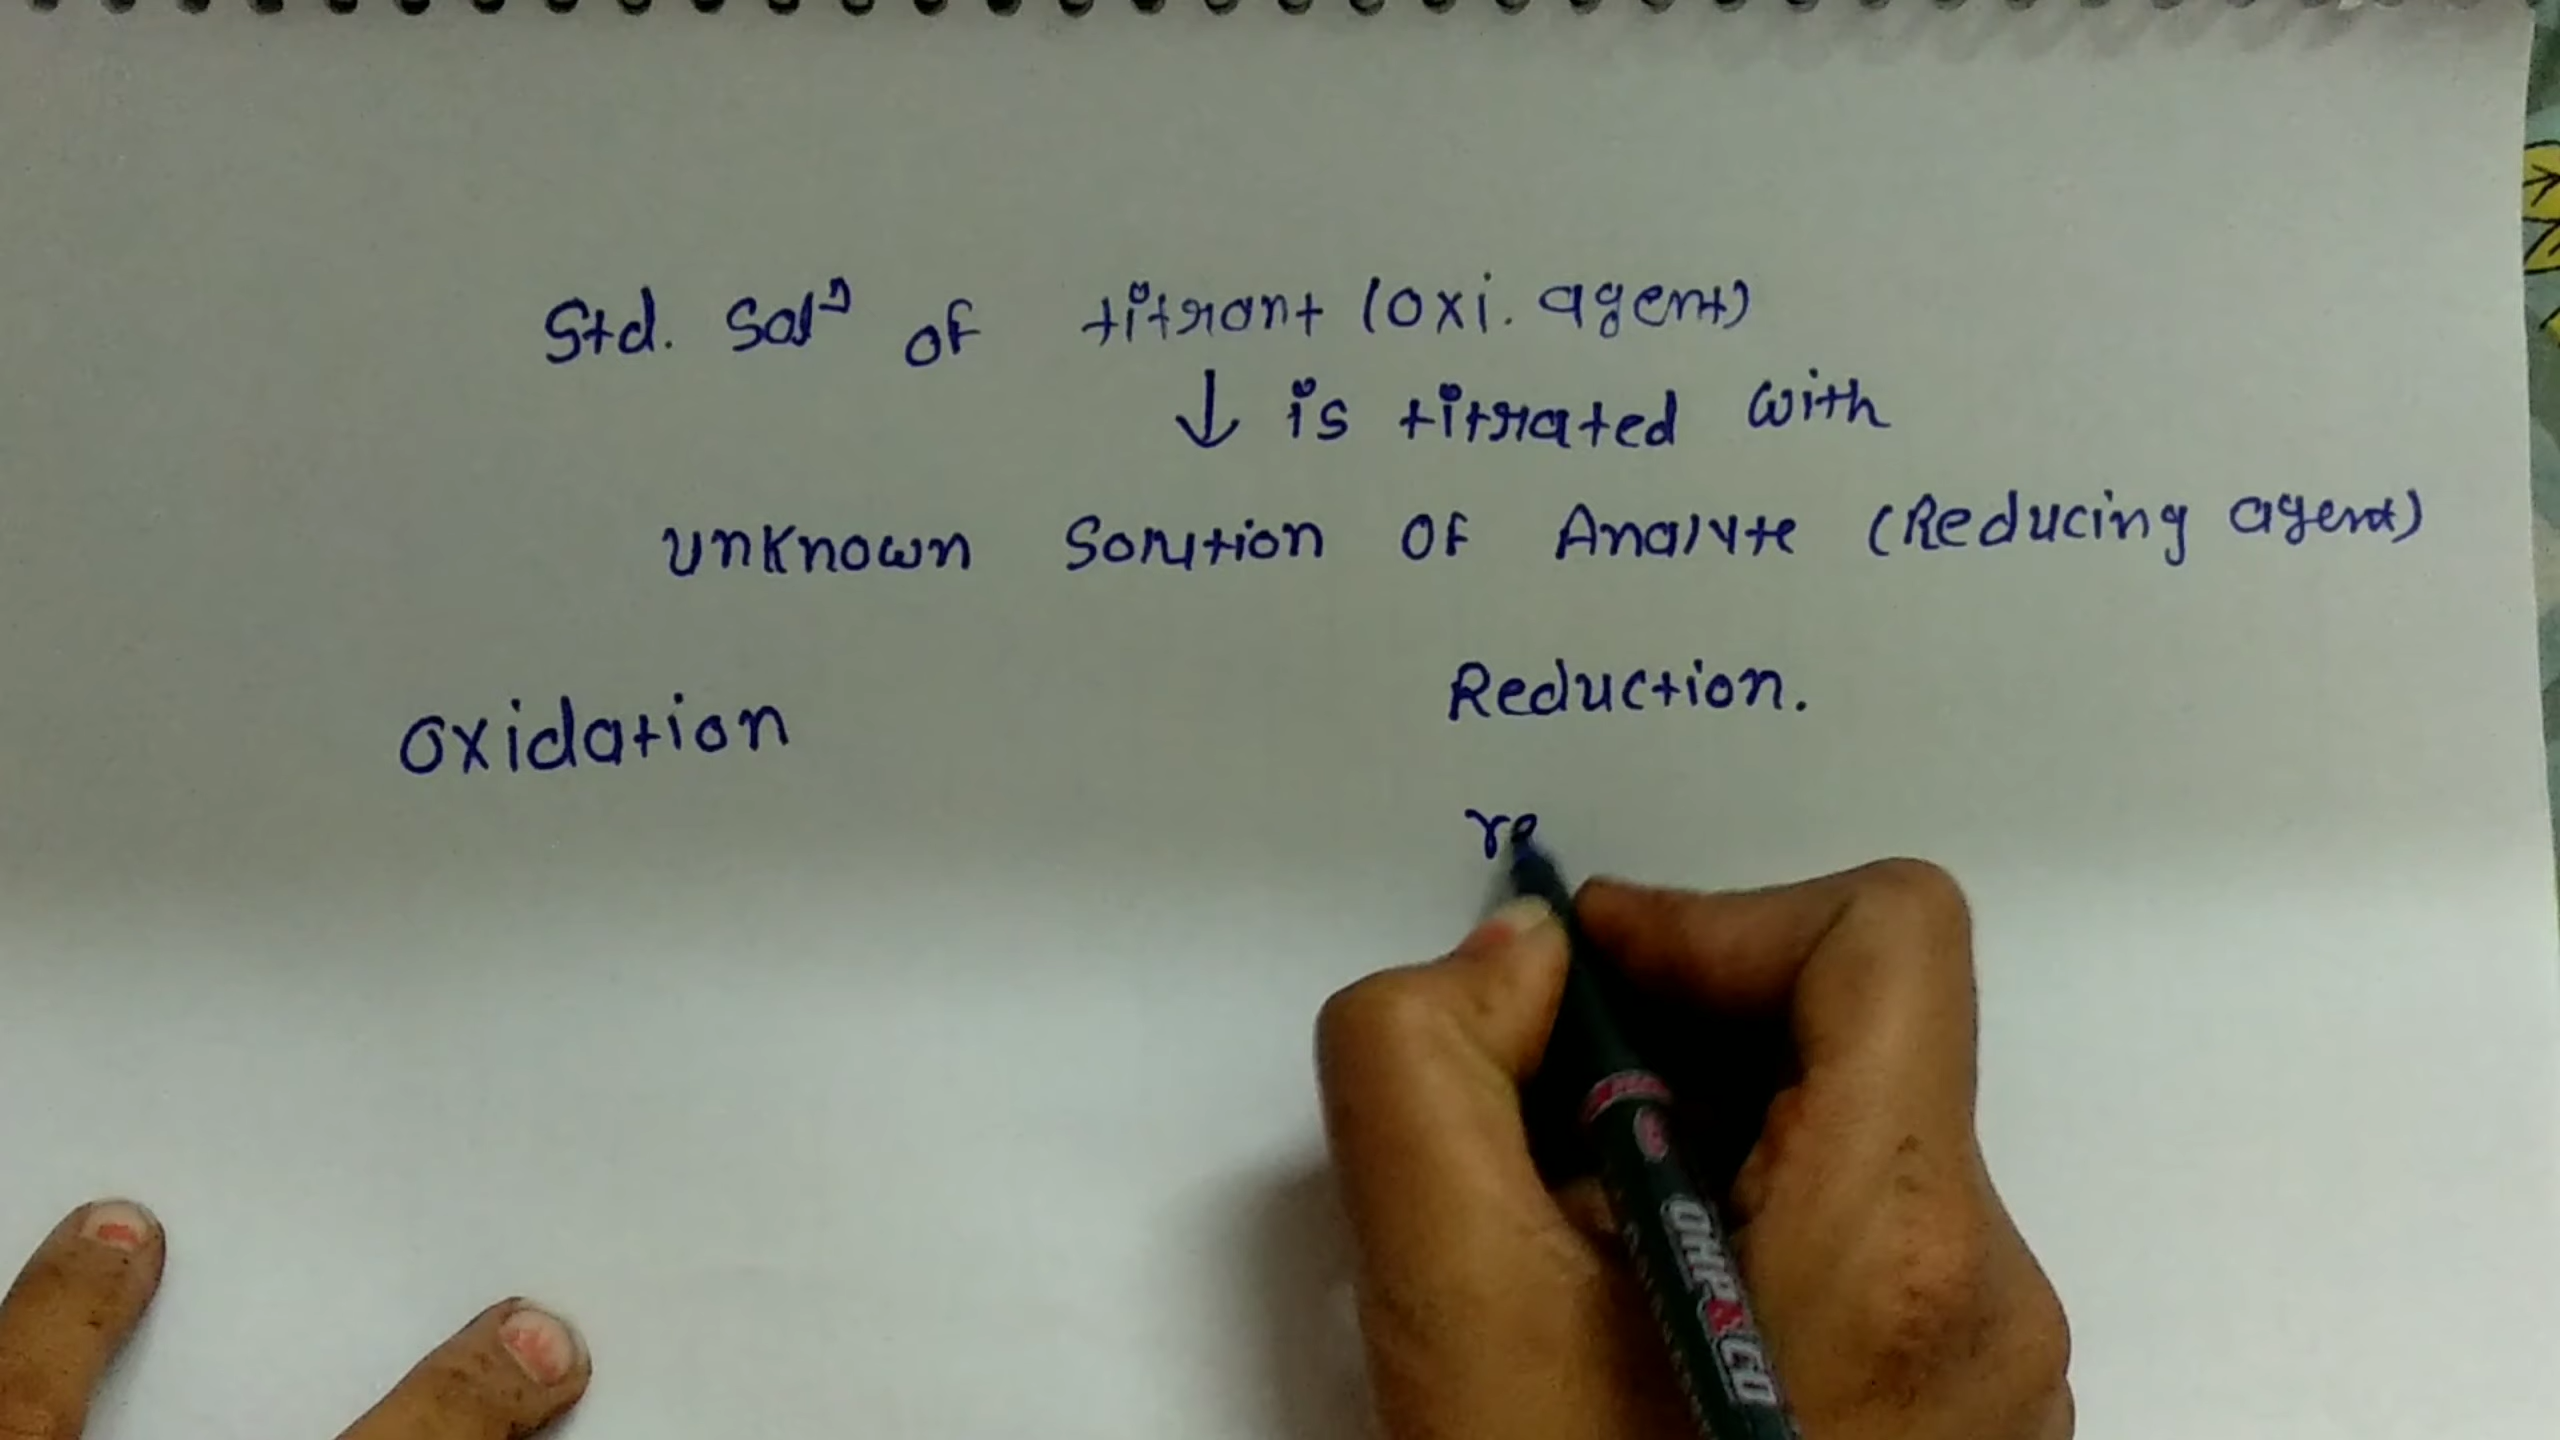 Std. Solⁿ of titrant (Oxi. agent)
↓ is titrated with
unknown Solution of Analyte (Reducing agent)
Reduction.
Oxidation
re